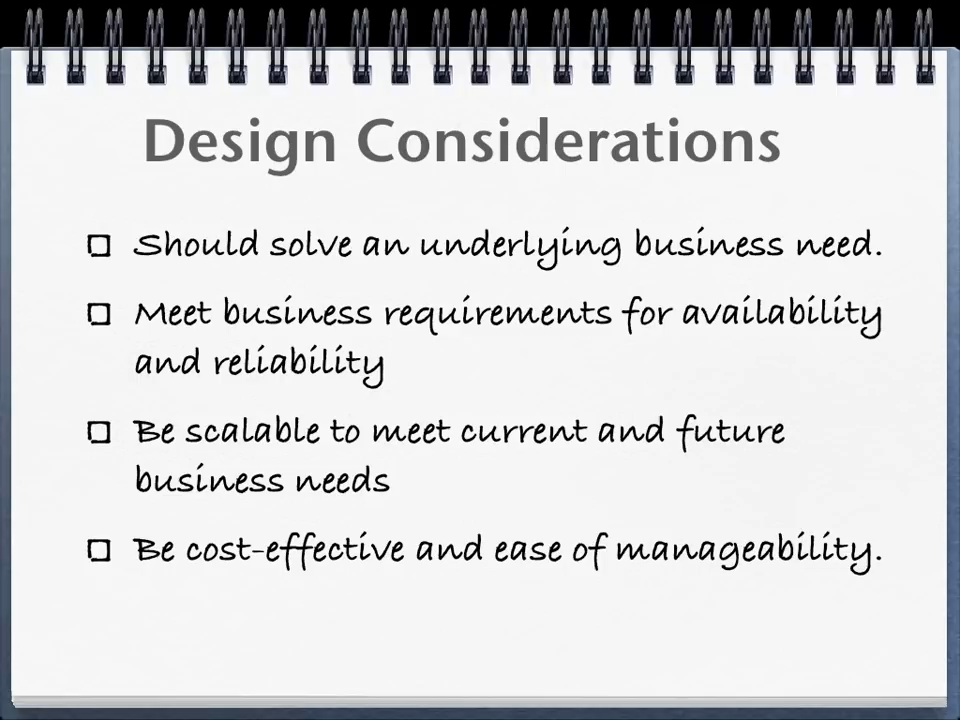 Design Considerations
Should solve an underlying business need.
Meet business requirements for availability
and reliability
Be scalable to meet current and future
business needs
Be cost-effective and ease of manageability.